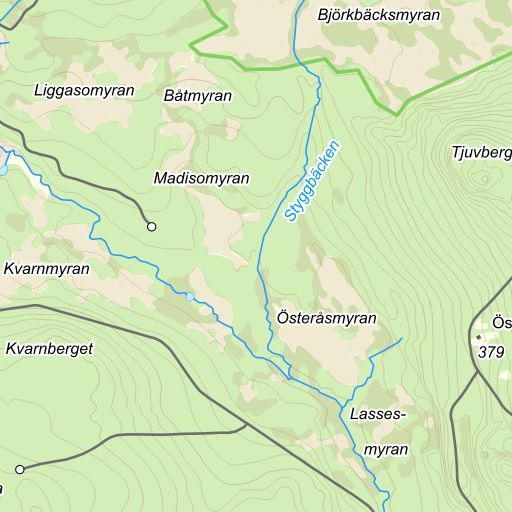 Björkbäcksmyran
Liggasomyran
Båtmyran
Styggbäcken
Tjuvberg
Madisomyran
Kvarnmyran
Österåsmyran
Ös
379
Kvarnberget
Lasses-
myran
a